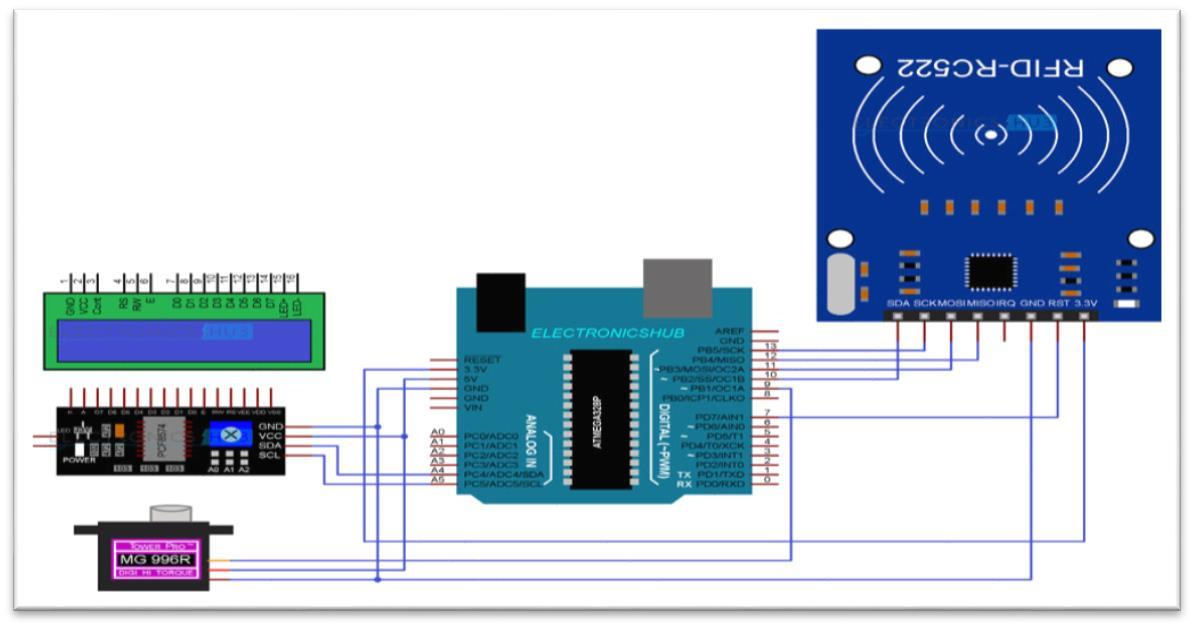 RFID-RC522
ELECTRONICS HUB
SDA SCK MOSI MISO IRQ GND RST 3.3V
1 2 3 4 5 6 7 8 9 10 11 12 13 14 15 16
GND VCC Cont RS RW E D0 D1 D2 D3 D4 D5 D6 D7 LED+ LED-
HUB
ELECTRONICSHUB
RESET
3.3V
5V
GND
GND
VIN
A0 PC0/ADC0
A1 PC1/ADC1
A2 PC2/ADC2
A3 PC3/ADC3
A4 PC4/ADC4/SDA
A5 PC5/ADC5/SCL
ANALOG IN
ATMEGA328P
DIGITAL (~PWM)
AREF
GND
PB5/SCK 13
PB4/MISO 12
~ PB3/MOSI/OC2A 11
~ PB2/SS/OC1B 10
~ PB1/OC1A 9
PB0/ICP1/CLKO 8
PD7/AIN1 7
~ PD6/AIN0 6
~ PD5/T1 5
PD4/T0/XCK 4
~ PD3/INT1 3
PD2/INT0 2
TX PD1/TXD 1
RX PD0/RXD 0
K A D7 D6 D5 D4 D3 D2 D1 D0 E RW RS VEE VDD VSS
LED
POWER
PCF8574
103 103 103
A0 A1 A2
GND
VCC
SDA
SCL
TOWER PRO
MG 996R
DIGI HI TORQUE